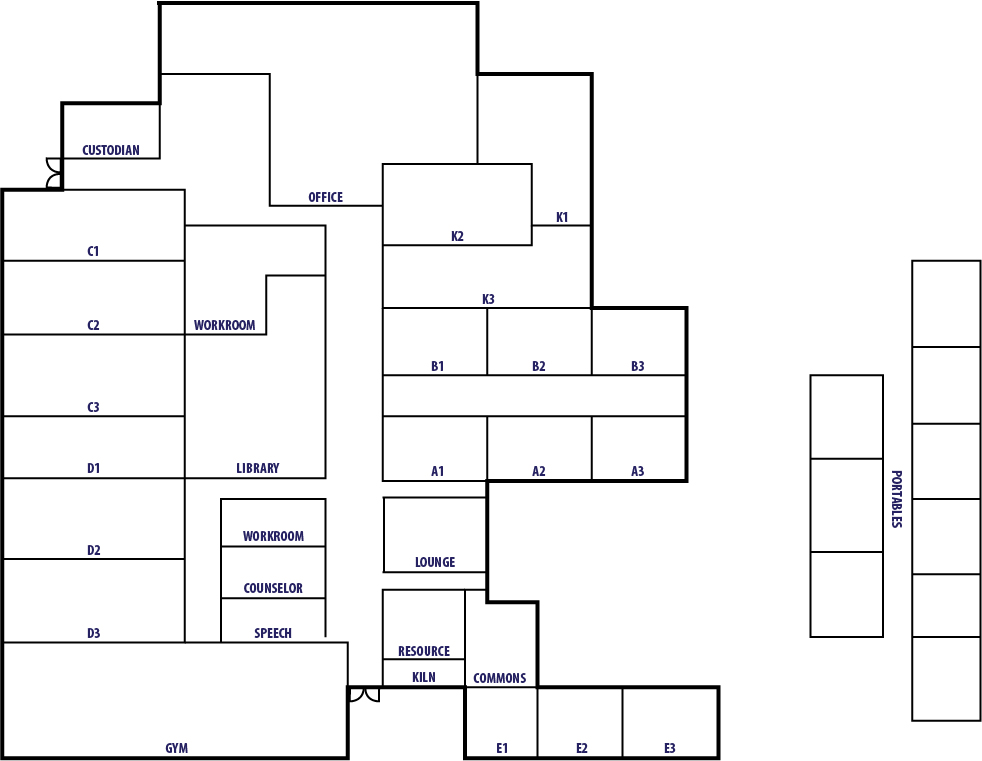 CUSTODIAN
OFFICE
K1
K2
C1
K3
C2
WORKROOM
B1
B2
B3
C3
D1
LIBRARY
A1
A2
A3
PORTABLES
WORKROOM
D2
LOUNGE
COUNSELOR
D3
SPEECH
RESOURCE
KILN
COMMONS
GYM
E1
E2
E3